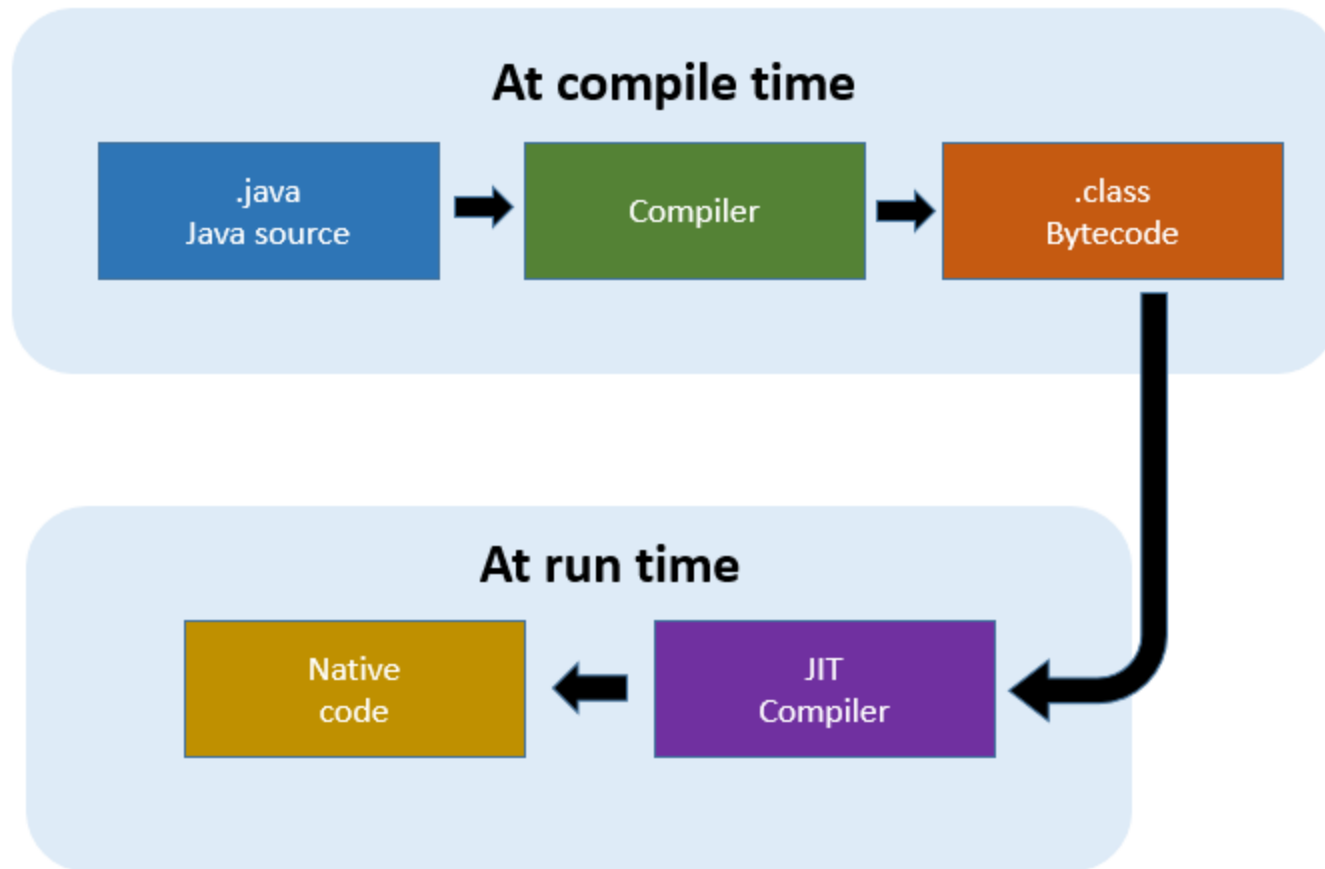 At compile time
.java
Java source
Compiler
.class
Bytecode
At run time
Native
code
JIT
Compiler